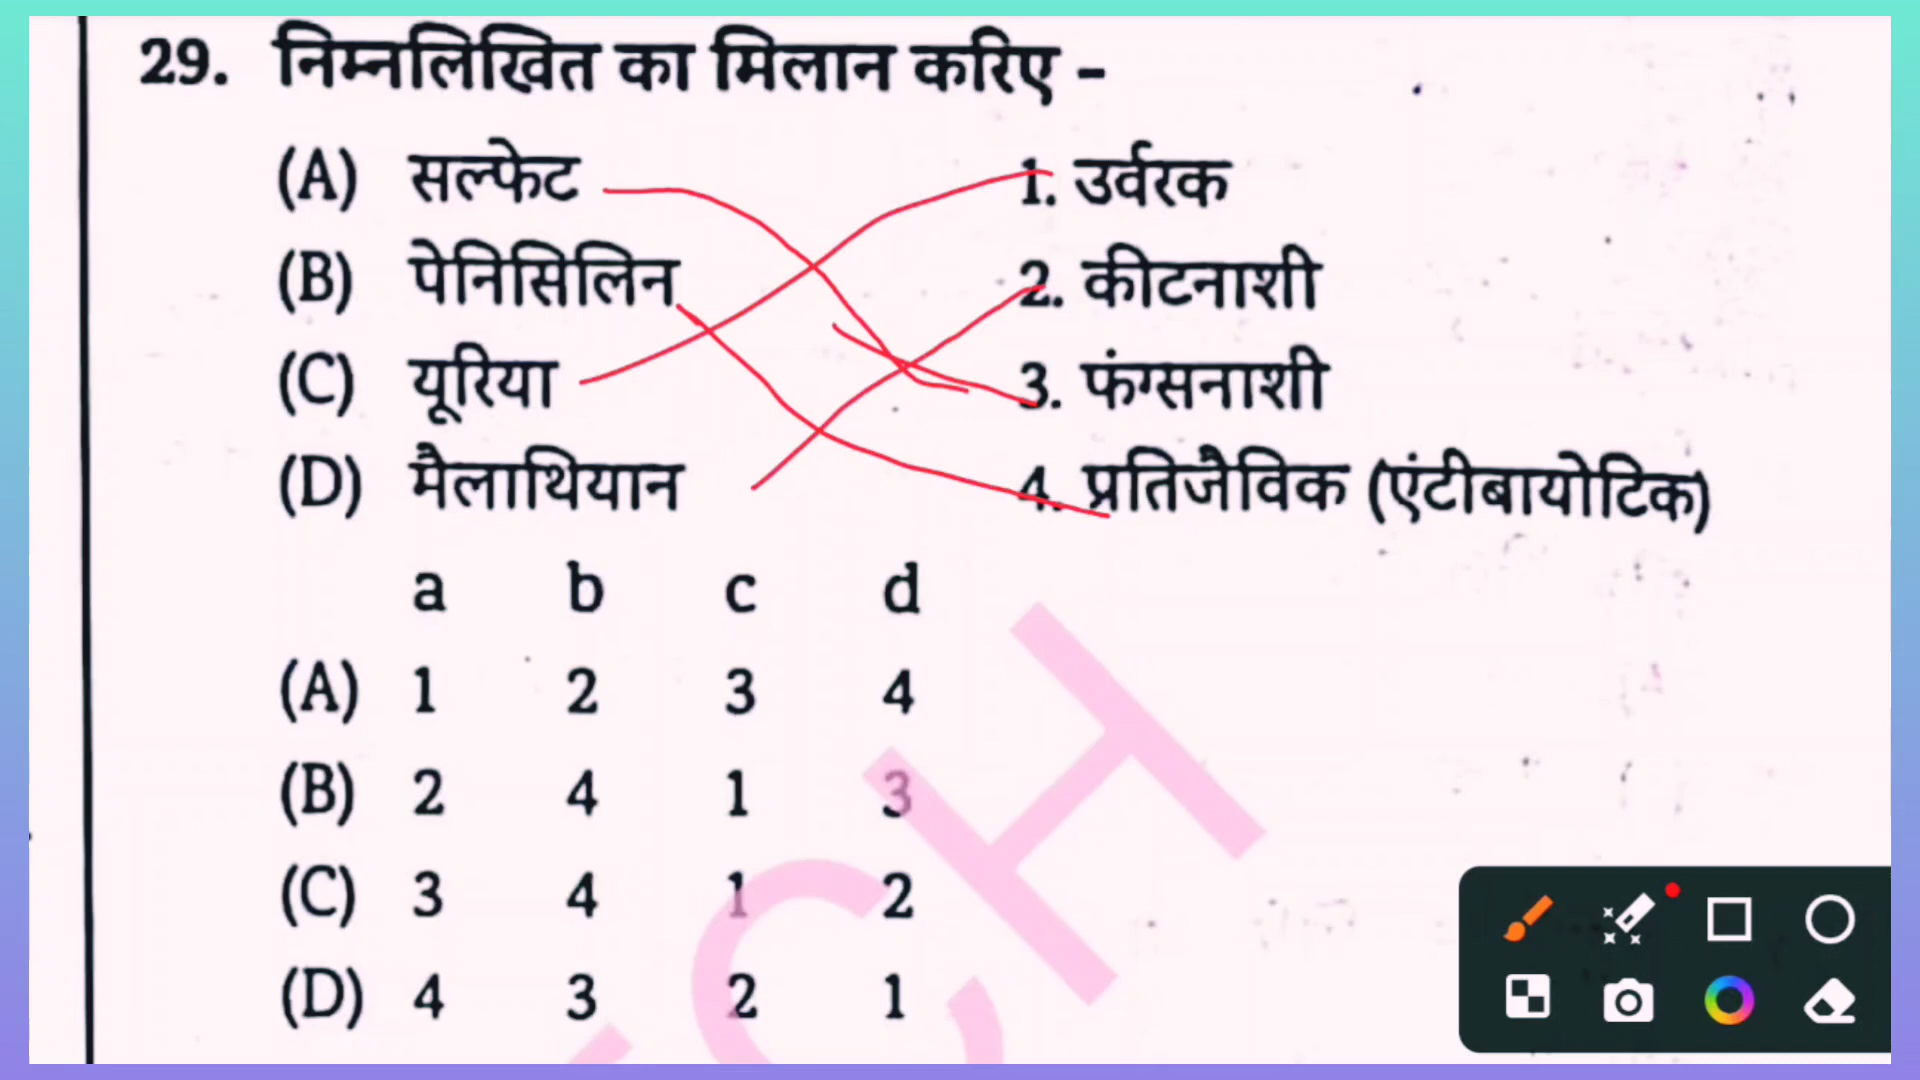 29. निम्नलिखित का मिलान करिए -
(A) सल्फेट 1. उर्वरक
(B) पेनिसिलिन 2. कीटनाशी
(C) यूरिया 3. फंग्सनाशी
(D) मैलाथियान 4. प्रतिजैविक (एंटीबायोटिक)
a b c d
(A) 1 2 3 4
(B) 2 4 1 3
(C) 3 4 1 2
(D) 4 3 2 1
CH